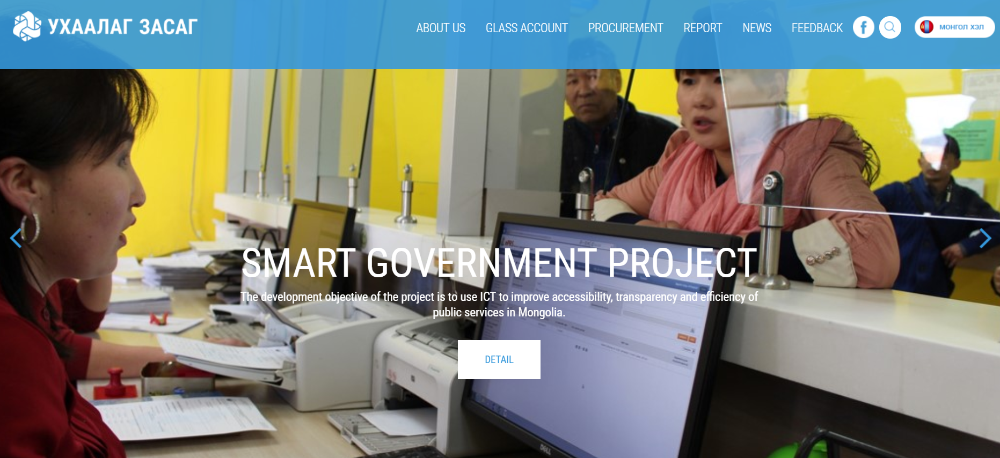 УХААЛАГ ЗАСАГ
ABOUT US GLASS ACCOUNT PROCUREMENT REPORT NEWS FEEDBACK
МОНГОЛ ХЭЛ
SMART GOVERNMENT PROJECT
The development objective of the project is to use ICT to improve accessibility, transparency and efficiency of
public services in Mongolia.
DETAIL
DELL